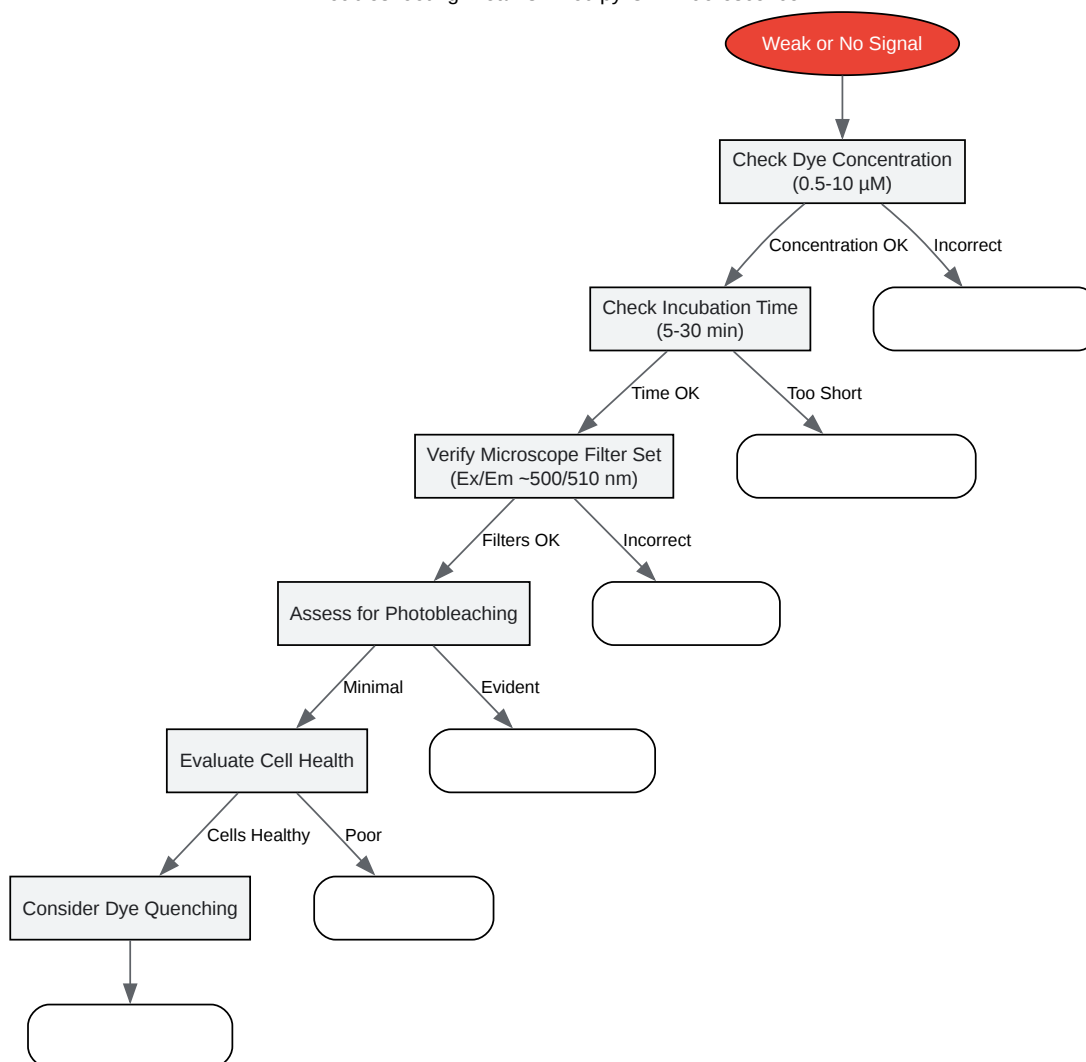 Weak or No Signal
Check Dye Concentration
(0.5-10 µM)
Concentration OK
Incorrect
Check Incubation Time
(5-30 min)
Time OK
Too Short
Verify Microscope Filter Set
(Ex/Em ~500/510 nm)
Filters OK
Incorrect
Assess for Photobleaching
Minimal
Evident
Evaluate Cell Health
Cells Healthy
Poor
Consider Dye Quenching